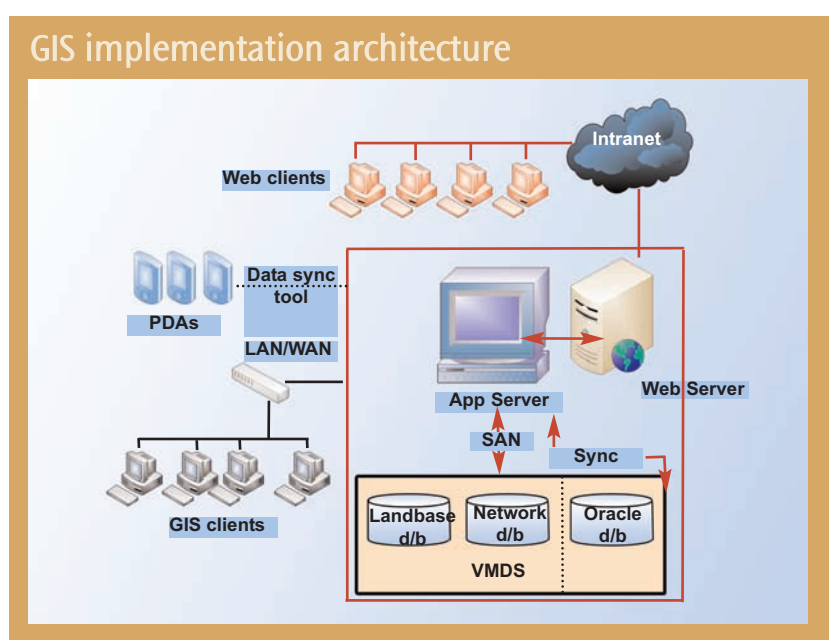 GIS implementation architecture
Intranet
Web clients
Data sync
tool
PDAs
LAN/WAN
Web Server
App Server
SAN
Sync
GIS clients
Landbase
d/b
Network
d/b
Oracle
d/b
VMDS